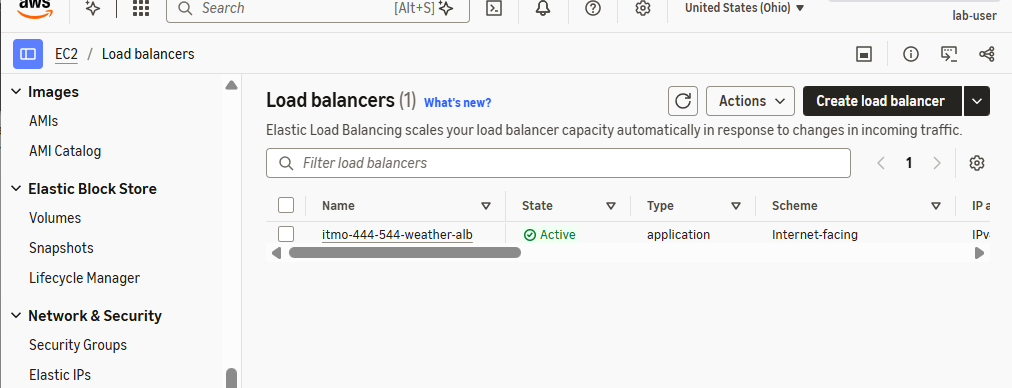 aws
Search [Alt+S] United States (Ohio)
lab-user
EC2 / Load balancers
Images
AMIs
AMI Catalog
Elastic Block Store
Volumes
Snapshots
Lifecycle Manager
Network & Security
Security Groups
Elastic IPs
Load balancers (1) What's new?
Actions
Create load balancer
Elastic Load Balancing scales your load balancer capacity automatically in response to changes in incoming traffic.
Filter load balancers
1
Name State Type Scheme IP a
itmo-444-544-weather-alb Active application Internet-facing IPv